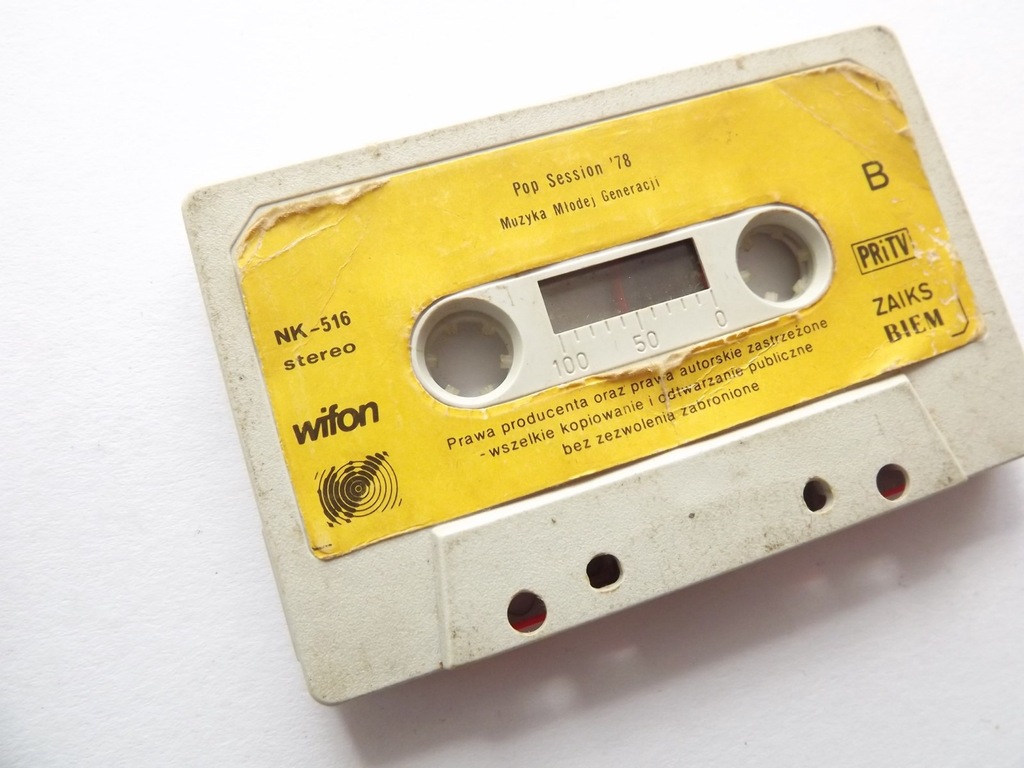 Pop Session '78
Muzyka Młodej Generacji
B
PRiTV
ZAIKS
BIEM
NK-516
stereo
wifon
100 50 0
Prawa producenta oraz prawa autorskie zastrzeżone
- wszelkie kopiowanie i odtwarzanie publiczne
bez zezwolenia zabronione